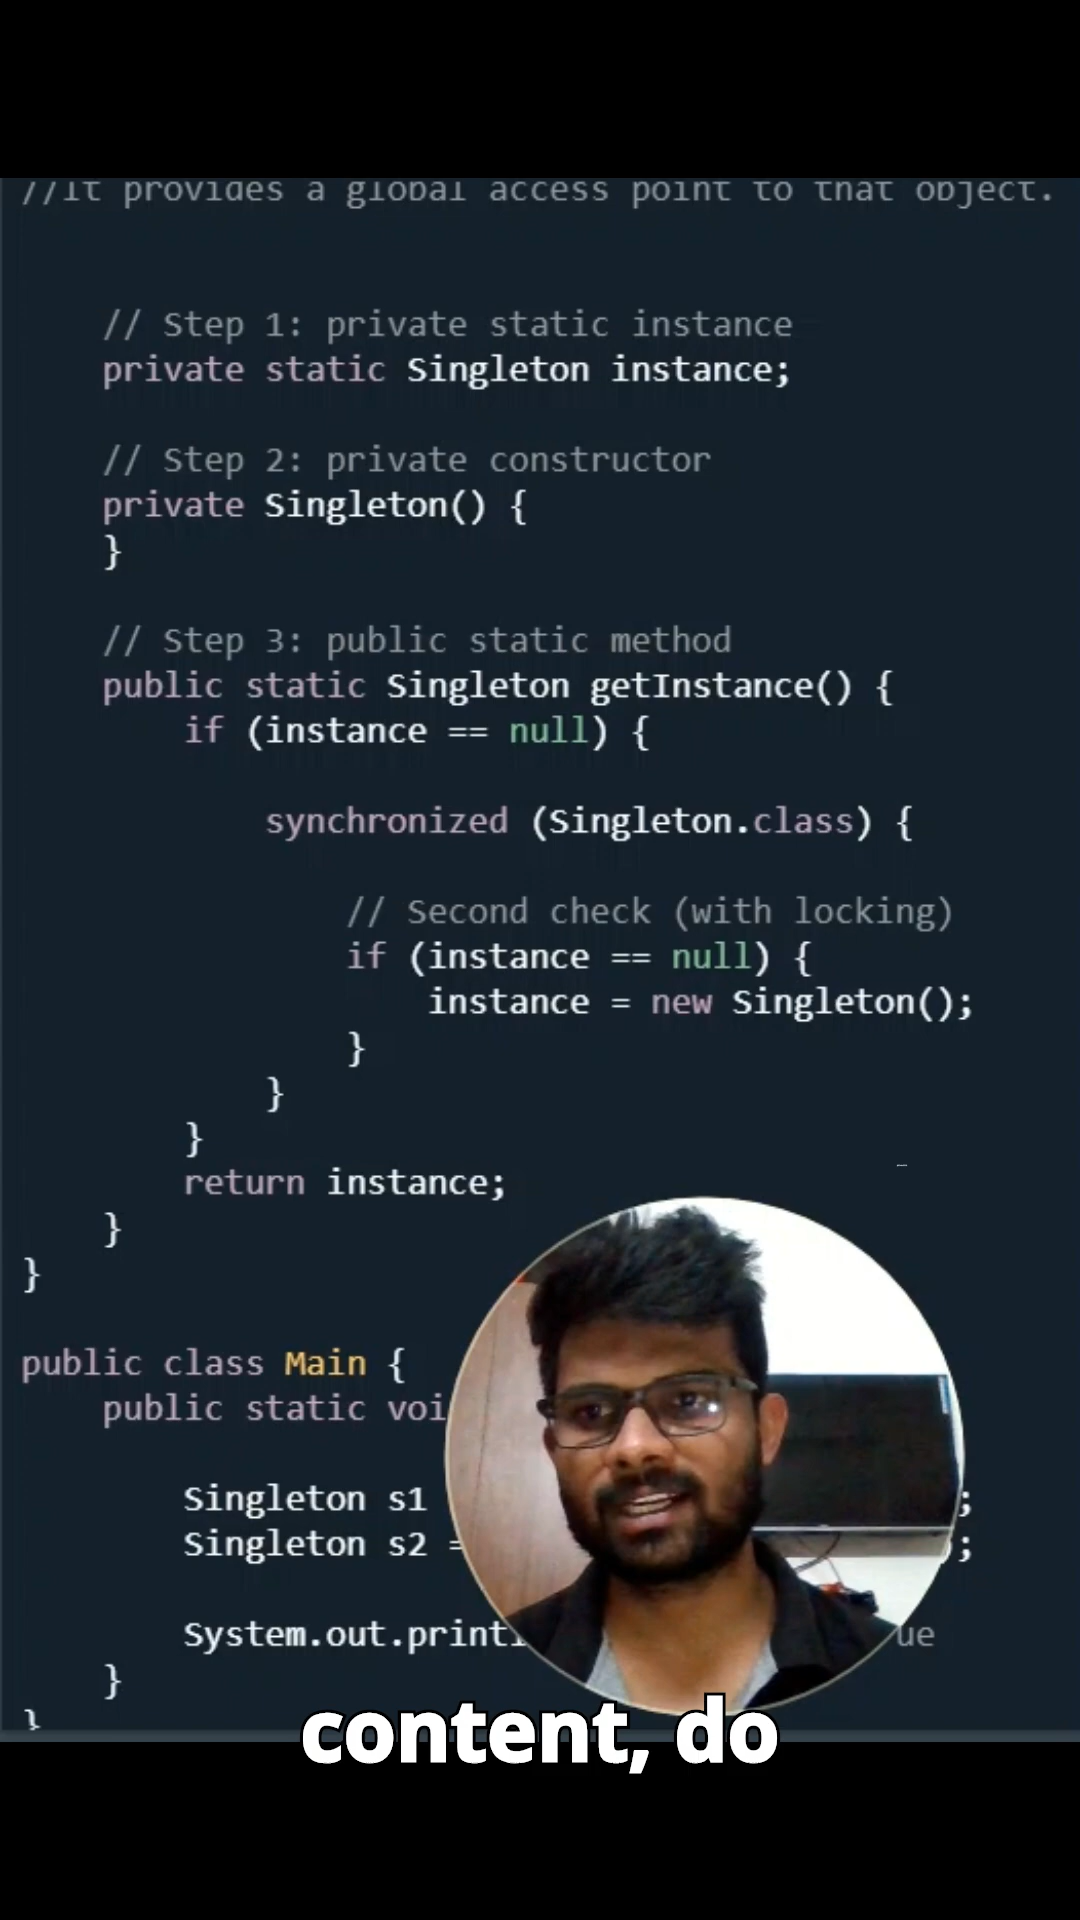 //It provides a global access point to that object.
// Step 1: private static instance
private static Singleton instance;
// Step 2: private constructor
private Singleton() {
}
// Step 3: public static method
public static Singleton getInstance() {
if (instance == null) {
synchronized (Singleton.class) {
// Second check (with locking)
if (instance == null) {
instance = new Singleton();
}
}
}
return instance;
}
}
public class Main {
public static voi
Singleton s1 ;
Singleton s2 = );
System.out.printl ue
}
}
content, do